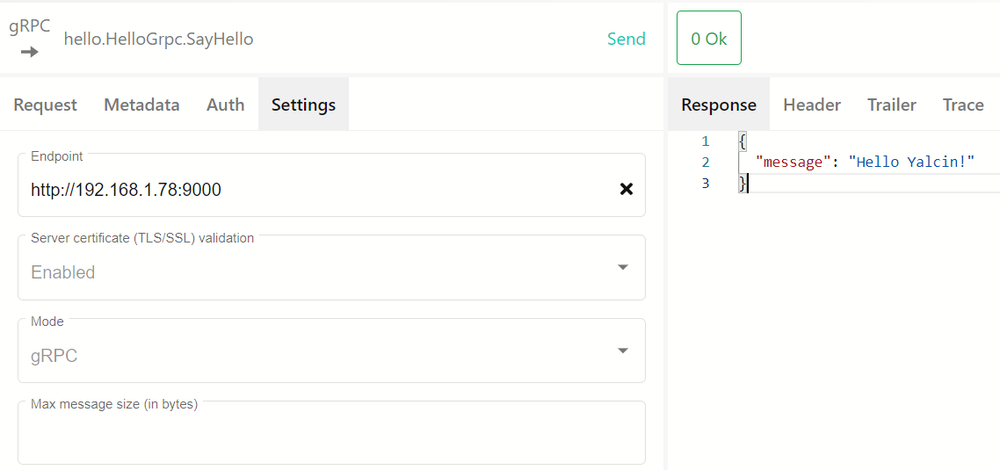 gRPC
hello.HelloGrpc.SayHello
Send
0 Ok
Request Metadata Auth Settings
Response Header Trailer Trace
Endpoint
http://192.168.1.78:9000
Server certificate (TLS/SSL) validation
Enabled
Mode
gRPC
Max message size (in bytes)
1 {
2 "message": "Hello Yalcin!"
3 }